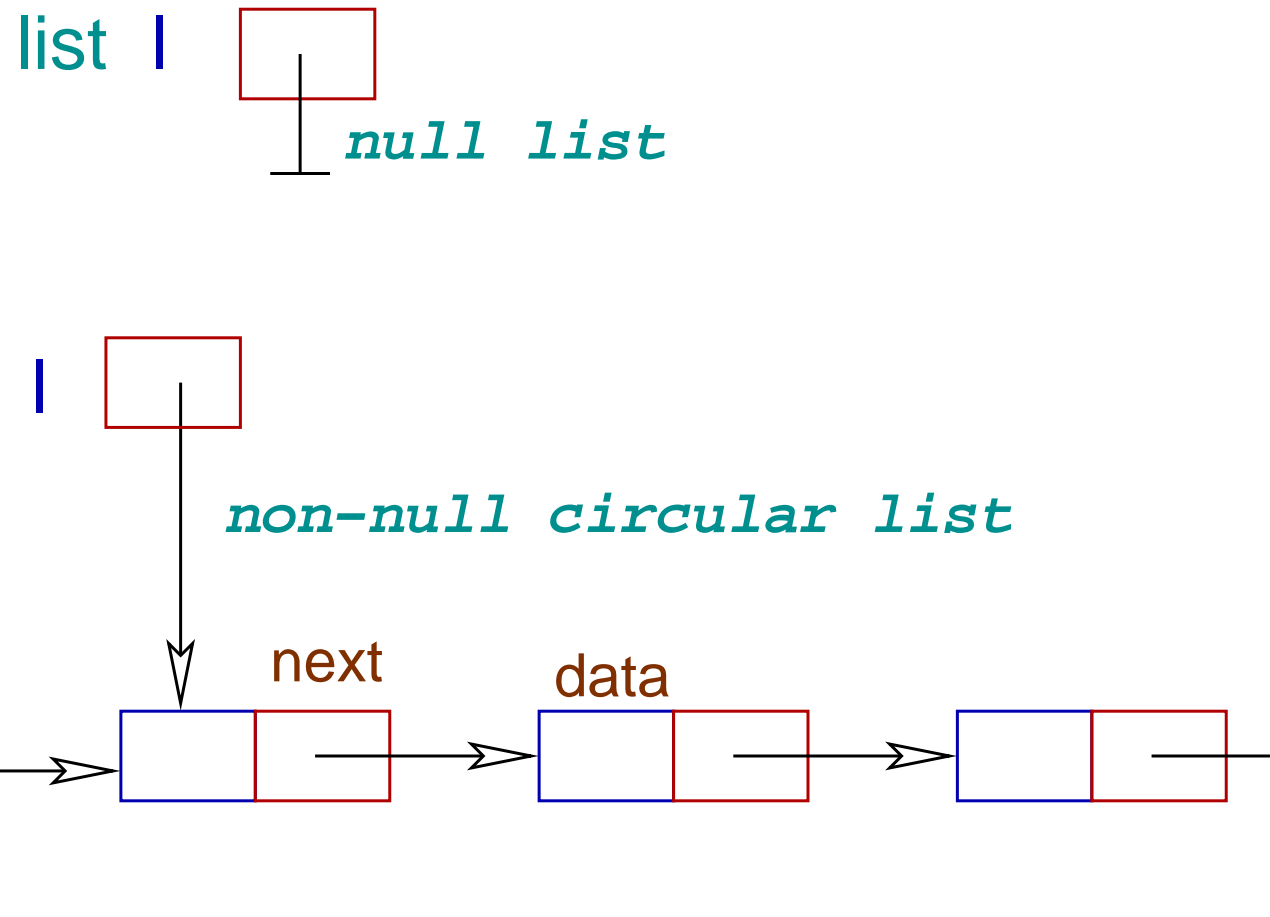 list l
null list
l
non-null circular list
next
data